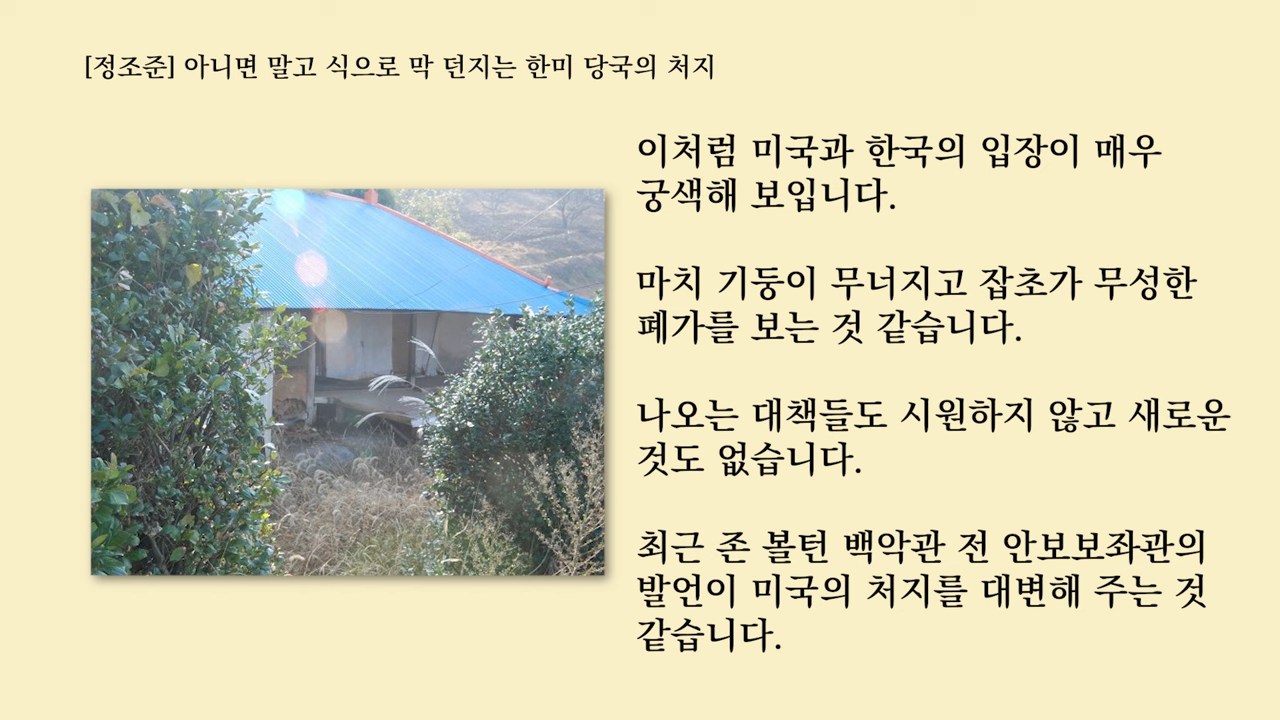 [정조준] 아니면 말고 식으로 막 던지는 한미 당국의 처지
이처럼 미국과 한국의 입장이 매우
궁색해 보입니다.
마치 기둥이 무너지고 잡초가 무성한
폐가를 보는 것 같습니다.
나오는 대책들도 시원하지 않고 새로운
것도 없습니다.
최근 존 볼턴 백악관 전 안보보좌관의
발언이 미국의 처지를 대변해 주는 것
같습니다.